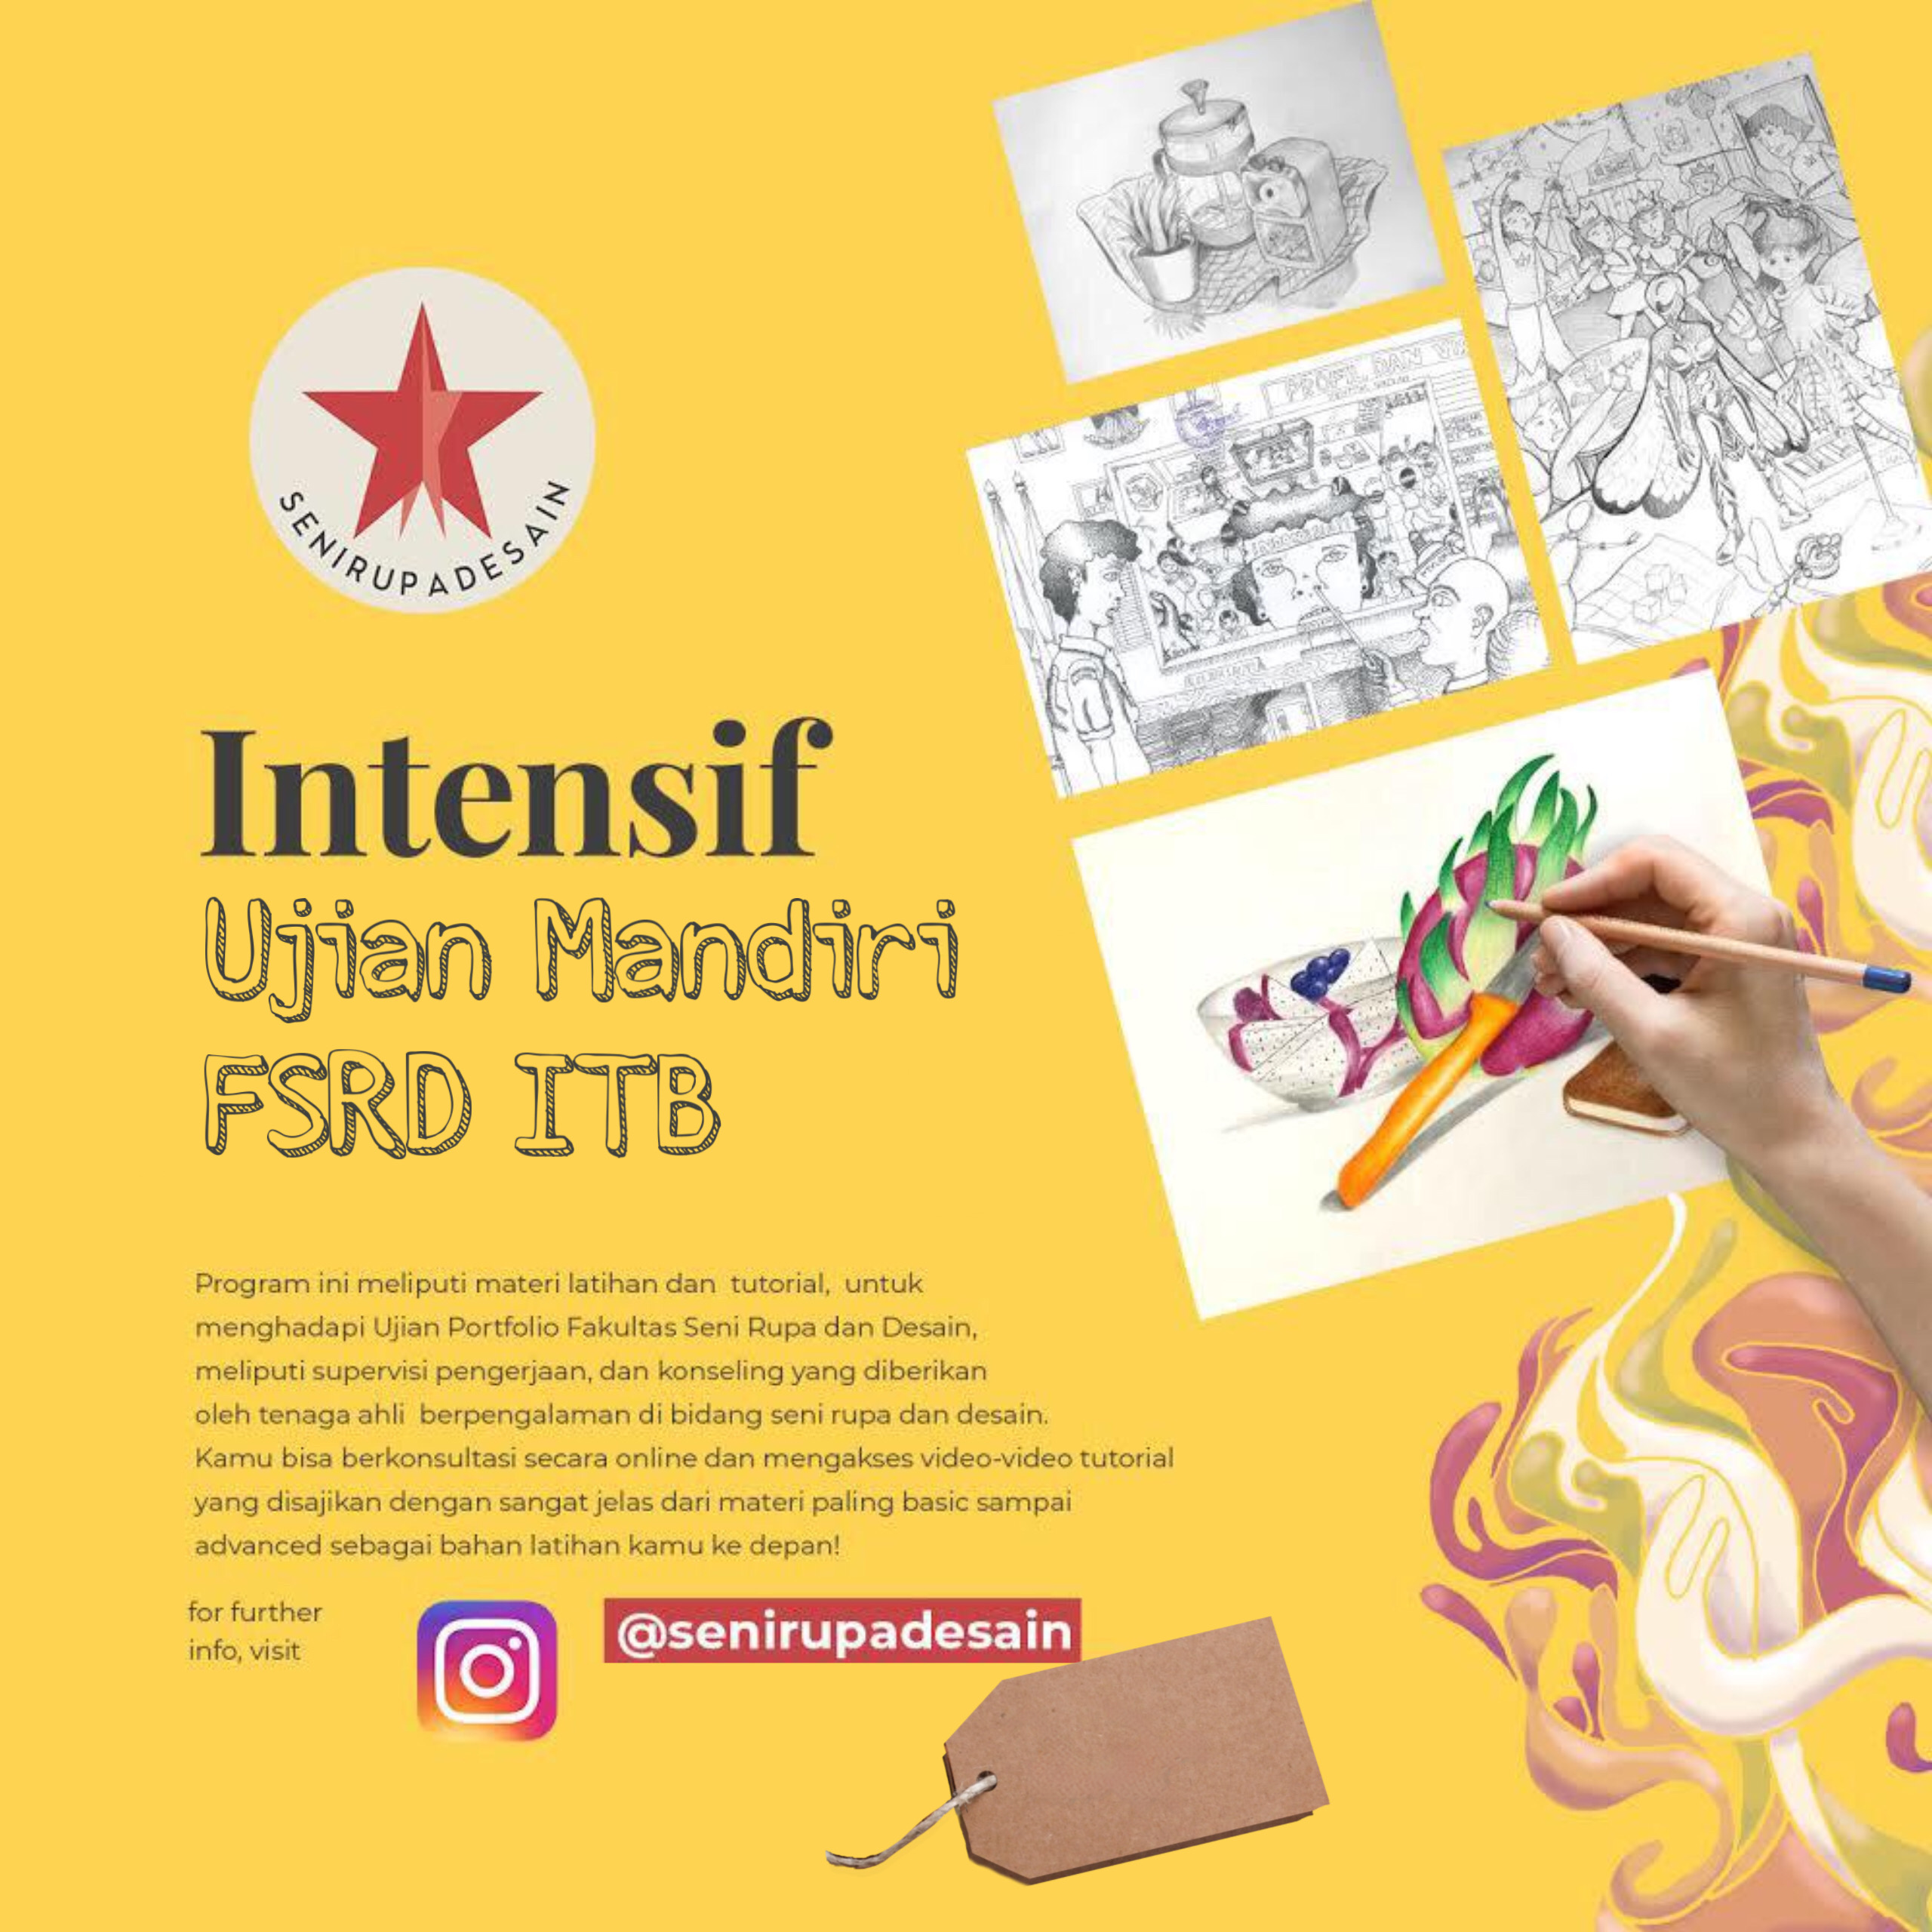 SENIRUPADESAIN
PROFIL DAN
Intensif
Ujian Mandiri
FSRD ITB
Program ini meliputi materi latihan dan tutorial, untuk
menghadapi Ujian Portfolio Fakultas Seni Rupa dan Desain,
meliputi supervisi pengerjaan, dan konseling yang diberikan
oleh tenaga ahli berpengalaman di bidang seni rupa dan desain.
Kamu bisa berkonsultasi secara online dan mengakses video-video tutorial
yang disajikan dengan sangat jelas dari materi paling basic sampai
advanced sebagai bahan latihan kamu ke depan!
for further
info, visit
@senirupadesain